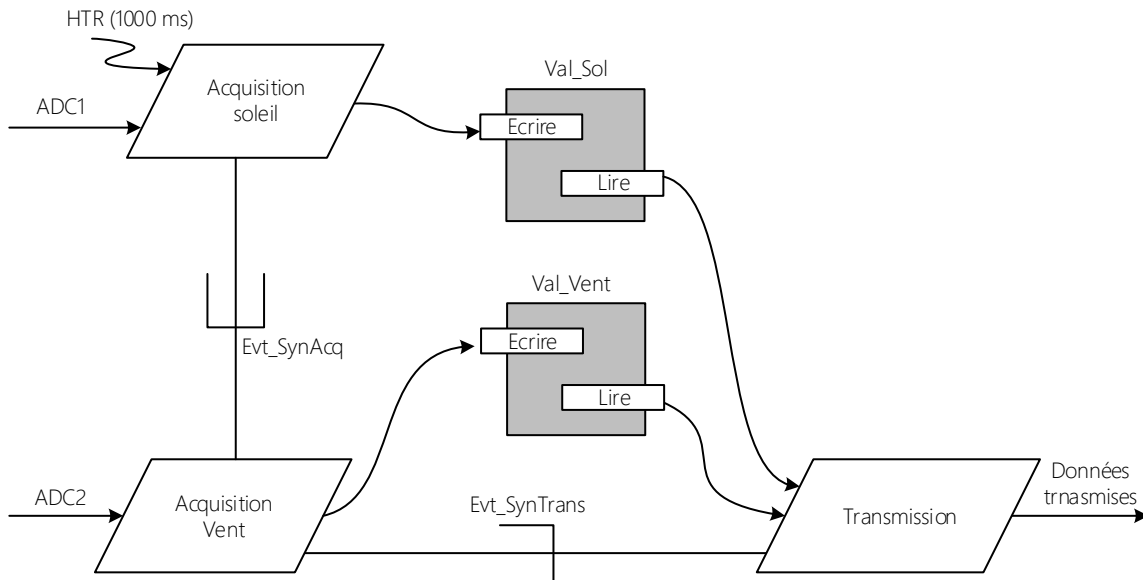 HTR (1000 ms)
Acquisition
soleil
ADC1
Val_Sol
Ecrire
Lire
Evt_SynAcq
Val_Vent
Ecrire
Lire
ADC2
Acquisition
Vent
Evt_SynTrans
Transmission
Données
trnasmises